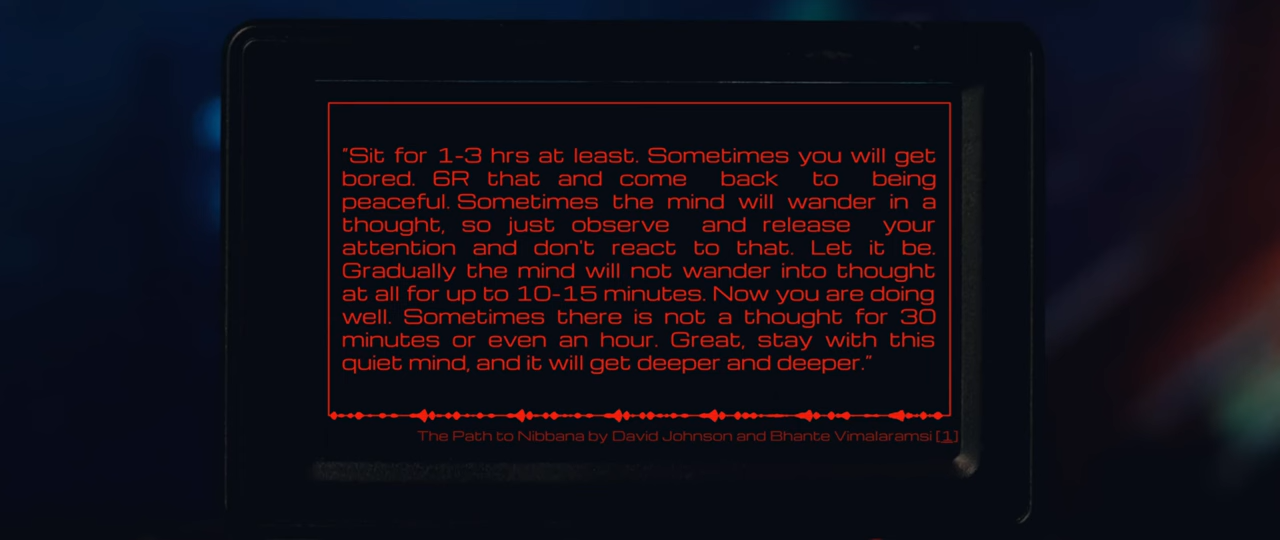 "Sit for 1-3 hrs at least. Sometimes you will get
bored. 6R that and come back to being
peaceful. Sometimes the mind will wander in a
thought, so just observe and release your
attention and don't react to that. Let it be.
Gradually the mind will not wander into thought
at all for up to 10-15 minutes. Now you are doing
well. Sometimes there is not a thought for 30
minutes or even an hour. Great, stay with this
quiet mind, and it will get deeper and deeper."
The Path to Nibbana by David Johnson and Bhante Vimalaramsi [1]